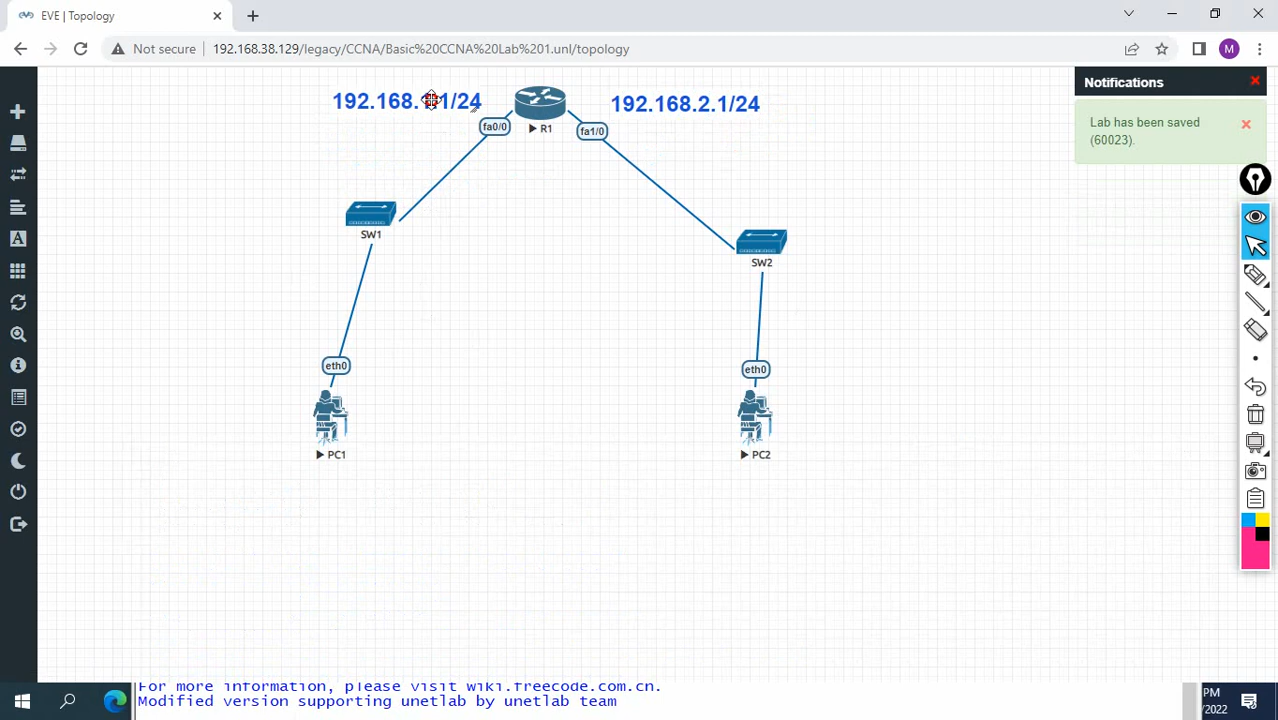 EVE | Topology
Not secure
192.168.38.129/legacy/CCNA/Basic%20CCNA%20Lab%201.unl/topology
M
Notifications
Lab has been saved
(60023).
192.168. 1/24
192.168.2.1/24
fa0/0
R1
fa1/0
SW1
SW2
eth0
eth0
PC1
PC2
For more information, please visit wiki.freecode.com.cn.
Modified version supporting unetlab by unetlab team
PM
/2022